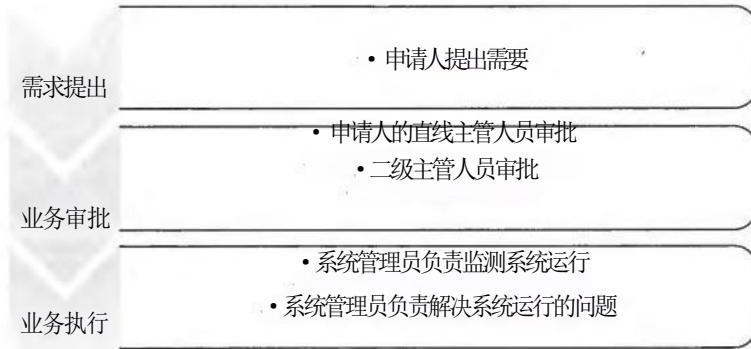 • 申请人提出需要
需求提出
• 申请人的直线主管人员审批
• 二级主管人员审批
业务审批
• 系统管理员负责监测系统运行
• 系统管理员负责解决系统运行的问题
业务执行